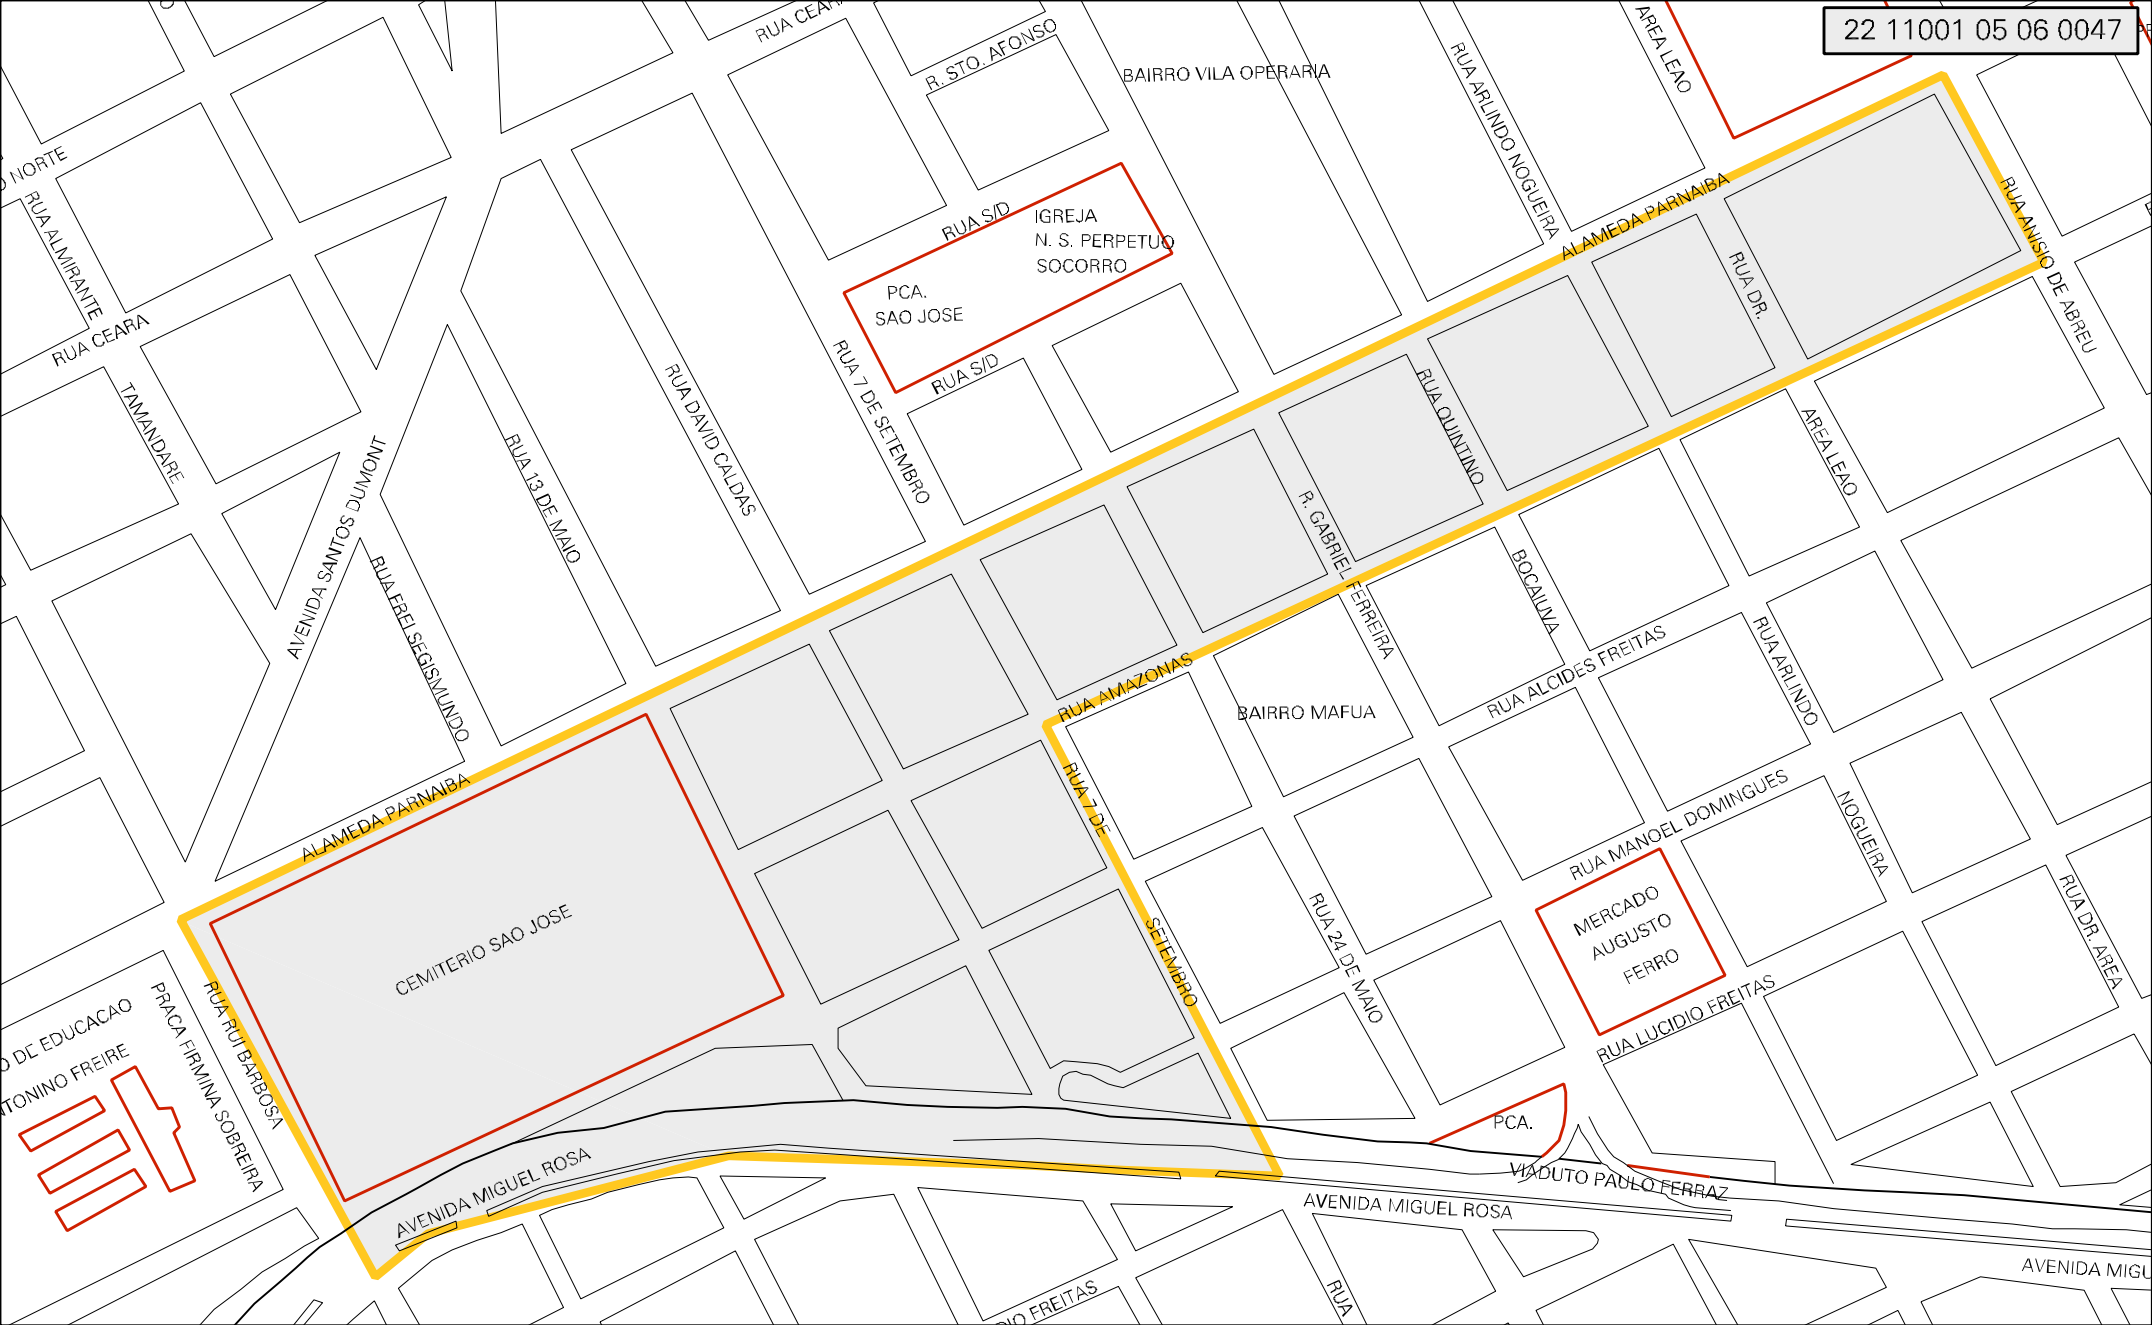 22 11001 05 06 0047
RUA CEARA
R. STO. AFONSO
BAIRRO VILA OPERARIA
RUA ARLINDO NOGUEIRA
AREA LEAO
NORTE
RUA ALMIRANTE
RUA CEARA
TAMANDARE
AVENIDA SANTOS DUMONT
RUA FREI SEGISMUNDO
RUA 13 DE MAIO
RUA DAVID CALDAS
RUA 7 DE SETEMBRO
RUA S/D
IGREJA
N. S. PERPETUO
SOCORRO
PCA.
SAO JOSE
RUA S/D
ALAMEDA PARNAIBA
RUA DR.
RUA ANISIO DE ABREU
RUA QUINTINO
R. GABRIEL FERREIRA
AREA LEAO
BOCAIUVA
RUA ALCIDES FREITAS
RUA ARLINDO
RUA AMAZONAS
BAIRRO MAFUA
RUA 7 DE
SETEMBRO
ALAMEDA PARNAIBA
CEMITERIO SAO JOSE
RUA RUI BARBOSA
PRACA FIRMINA SOBREIRA
O DE EDUCACAO
NTONINO FREIRE
RUA MANOEL DOMINGUES
NOGUEIRA
MERCADO
AUGUSTO
FERRO
RUA 24 DE MAIO
RUA LUCIDIO FREITAS
RUA DR. AREA
PCA.
VIADUTO PAULO FERRAZ
AVENIDA MIGUEL ROSA
AVENIDA MIGUEL ROSA
AVENIDA MIGU
RUA
DIO FREITAS